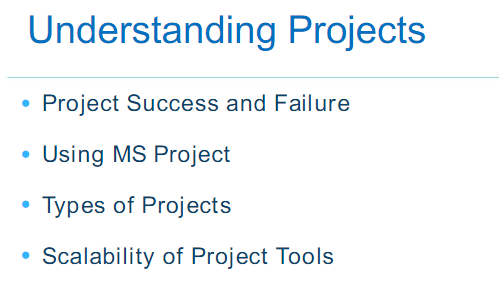 Understanding Projects
• Project Success and Failure
• Using MS Project
• Types of Projects
• Scalability of Project Tools